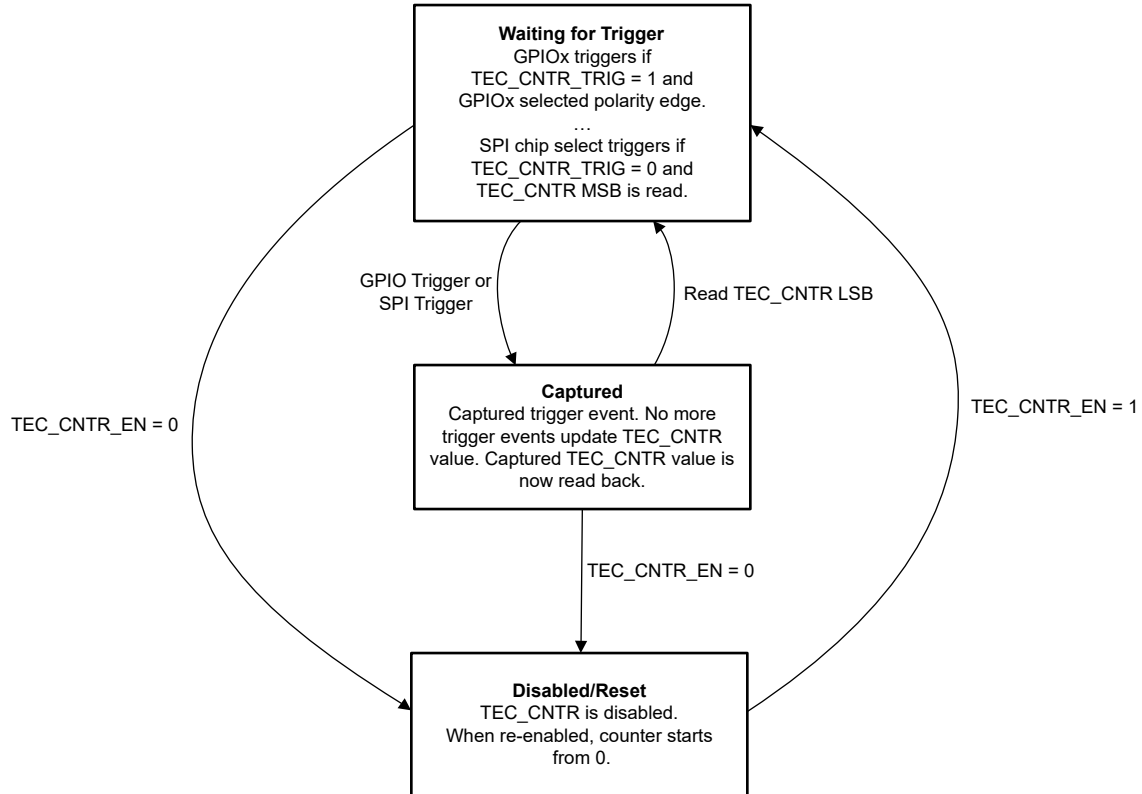 Waiting for Trigger
GPIOx triggers if
TEC_CNTR_TRIG = 1 and
GPIOx selected polarity edge.
…
SPI chip select triggers if
TEC_CNTR_TRIG = 0 and
TEC_CNTR MSB is read.
GPIO Trigger or
SPI Trigger
Read TEC_CNTR LSB
Captured
Captured trigger event. No more
trigger events update TEC_CNTR
value. Captured TEC_CNTR value is
now read back.
TEC_CNTR_EN = 0
TEC_CNTR_EN = 1
TEC_CNTR_EN = 0
Disabled/Reset
TEC_CNTR is disabled.
When re-enabled, counter starts
from 0.